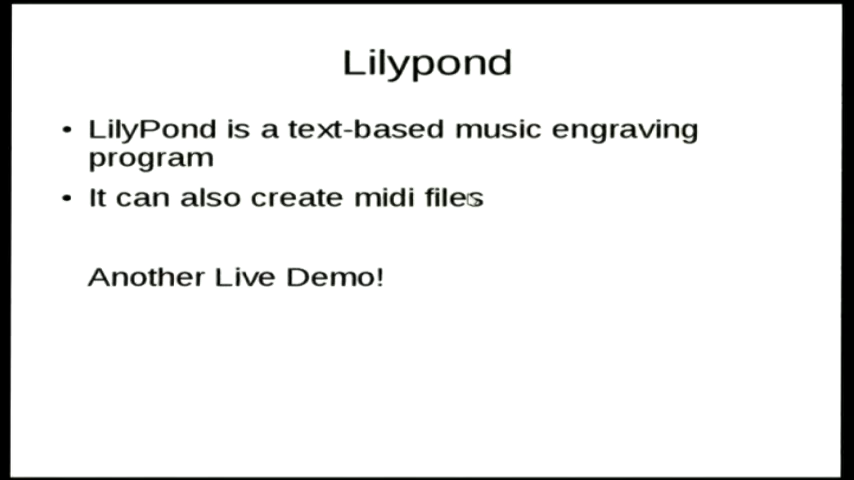 Lilypond
• LilyPond is a text-based music engraving
program
• It can also create midi files
Another Live Demo!